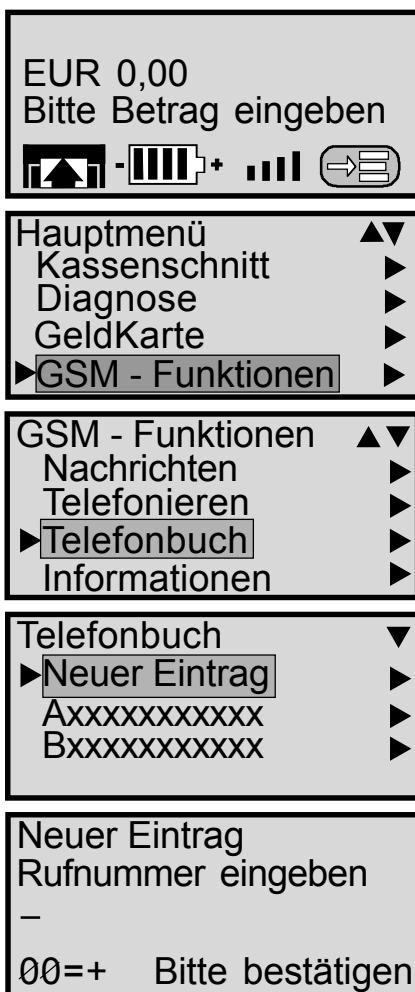 EUR 0,00
Bitte Betrag eingeben
- +
Hauptmenü
Kassenschnitt
Diagnose
GeldKarte
GSM - Funktionen
GSM - Funktionen
Nachrichten
Telefonieren
Telefonbuch
Informationen
Telefonbuch
Neuer Eintrag
Axxxxxxxxxxx
Bxxxxxxxxxxx
Neuer Eintrag
Rufnummer eingeben
_
00=+ Bitte bestätigen